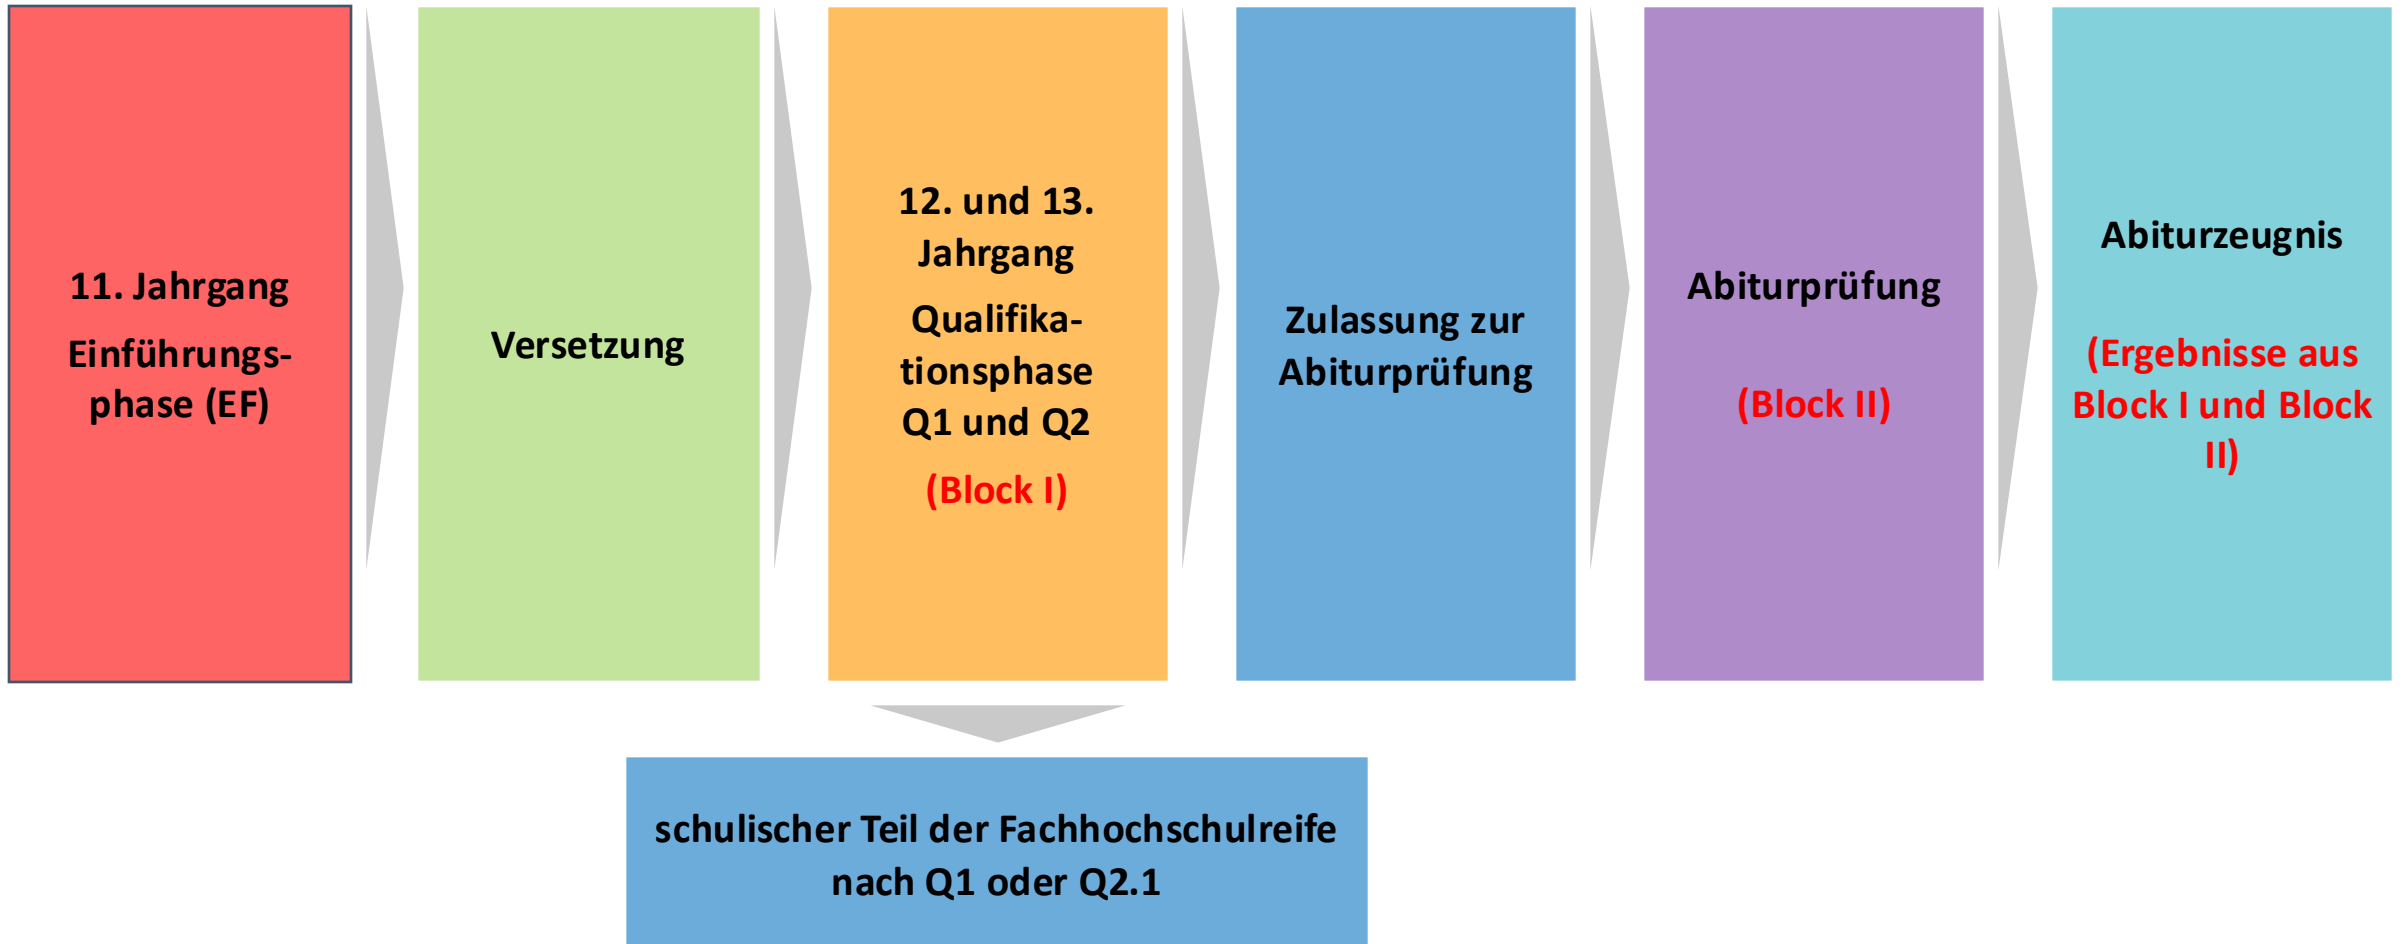 11. Jahrgang
Einführungs-
phase (EF)
Versetzung
12. und 13.
Jahrgang
Qualifika-
tionsphase
Q1 und Q2
(Block I)
Zulassung zur
Abiturprüfung
Abiturprüfung
(Block II)
Abiturzeugnis
(Ergebnisse aus
Block I und Block
II)
schulischer Teil der Fachhochschulreife
nach Q1 oder Q2.1